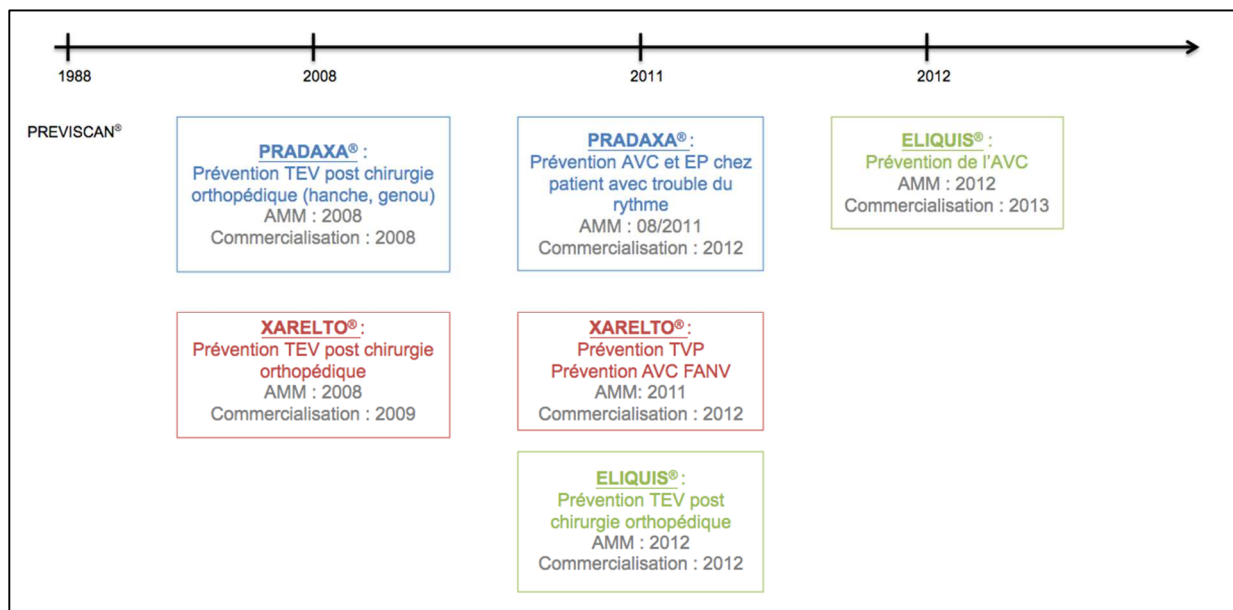 1988
2008
2011
2012
PREVISCAN®
PRADAXA® :
Prévention TEV post chirurgie
orthopédique (hanche, genou)
AMM : 2008
Commercialisation : 2008
PRADAXA® :
Prévention AVC et EP chez
patient avec trouble du
rythme
AMM : 08/2011
Commercialisation : 2012
ELIQUIS® :
Prévention de l'AVC
AMM : 2012
Commercialisation : 2013
XARELTO® :
Prévention TEV post chirurgie
orthopédique
AMM : 2008
Commercialisation : 2009
XARELTO® :
Prévention TVP
Prévention AVC FANV
AMM: 2011
Commercialisation : 2012
ELIQUIS® :
Prévention TEV post
chirurgie orthopédique
AMM : 2012
Commercialisation : 2012